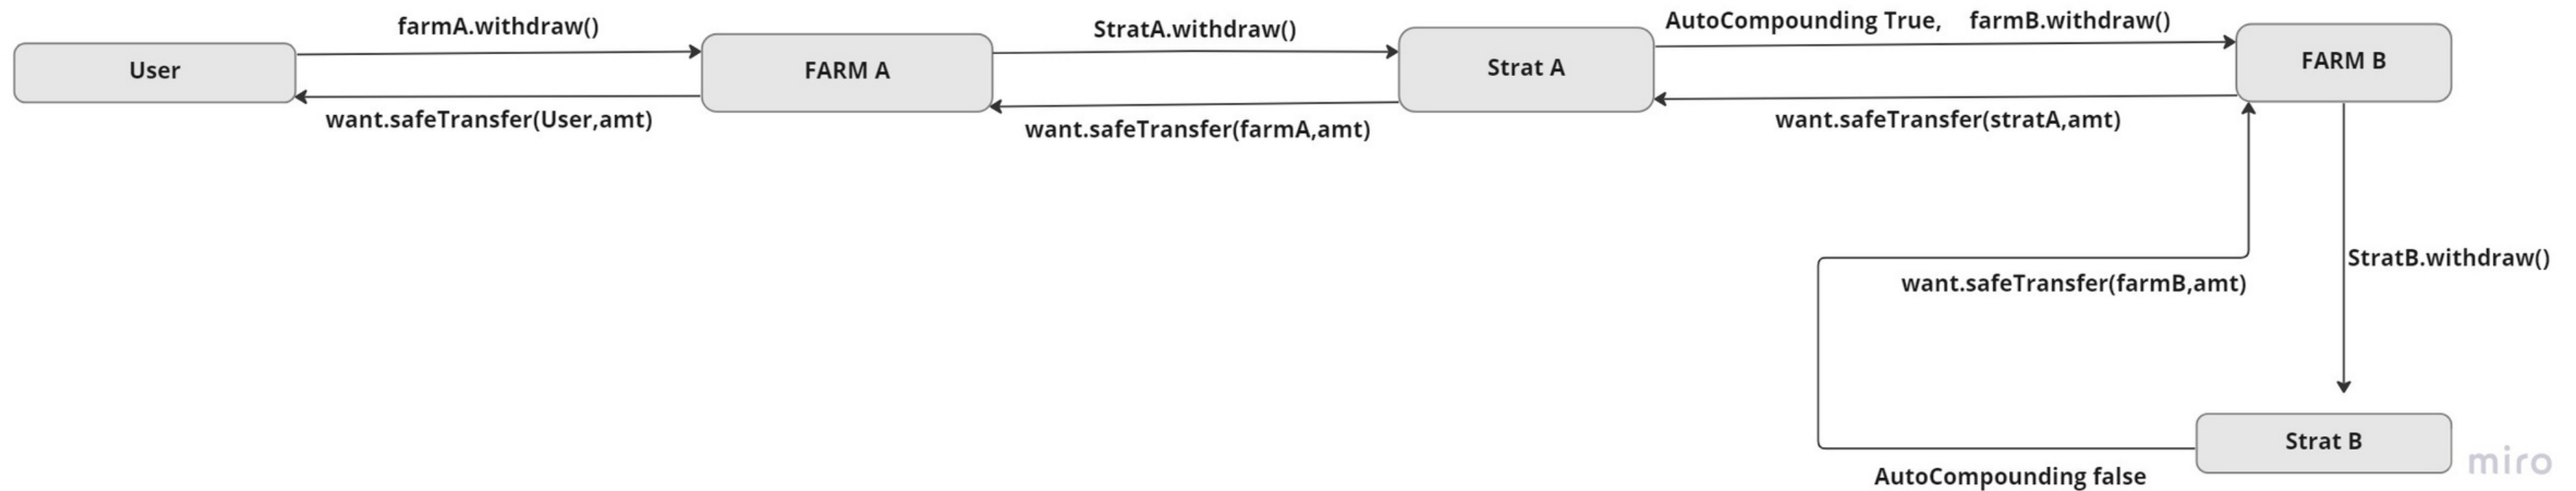 farmA.withdraw()
StratA.withdraw()
AutoCompounding True, farmB.withdraw()
User
FARM A
Strat A
FARM B
want.safeTransfer(User,amt)
want.safeTransfer(farmA,amt)
want.safeTransfer(stratA,amt)
StratB.withdraw()
want.safeTransfer(farmB,amt)
Strat B
AutoCompounding false
miro